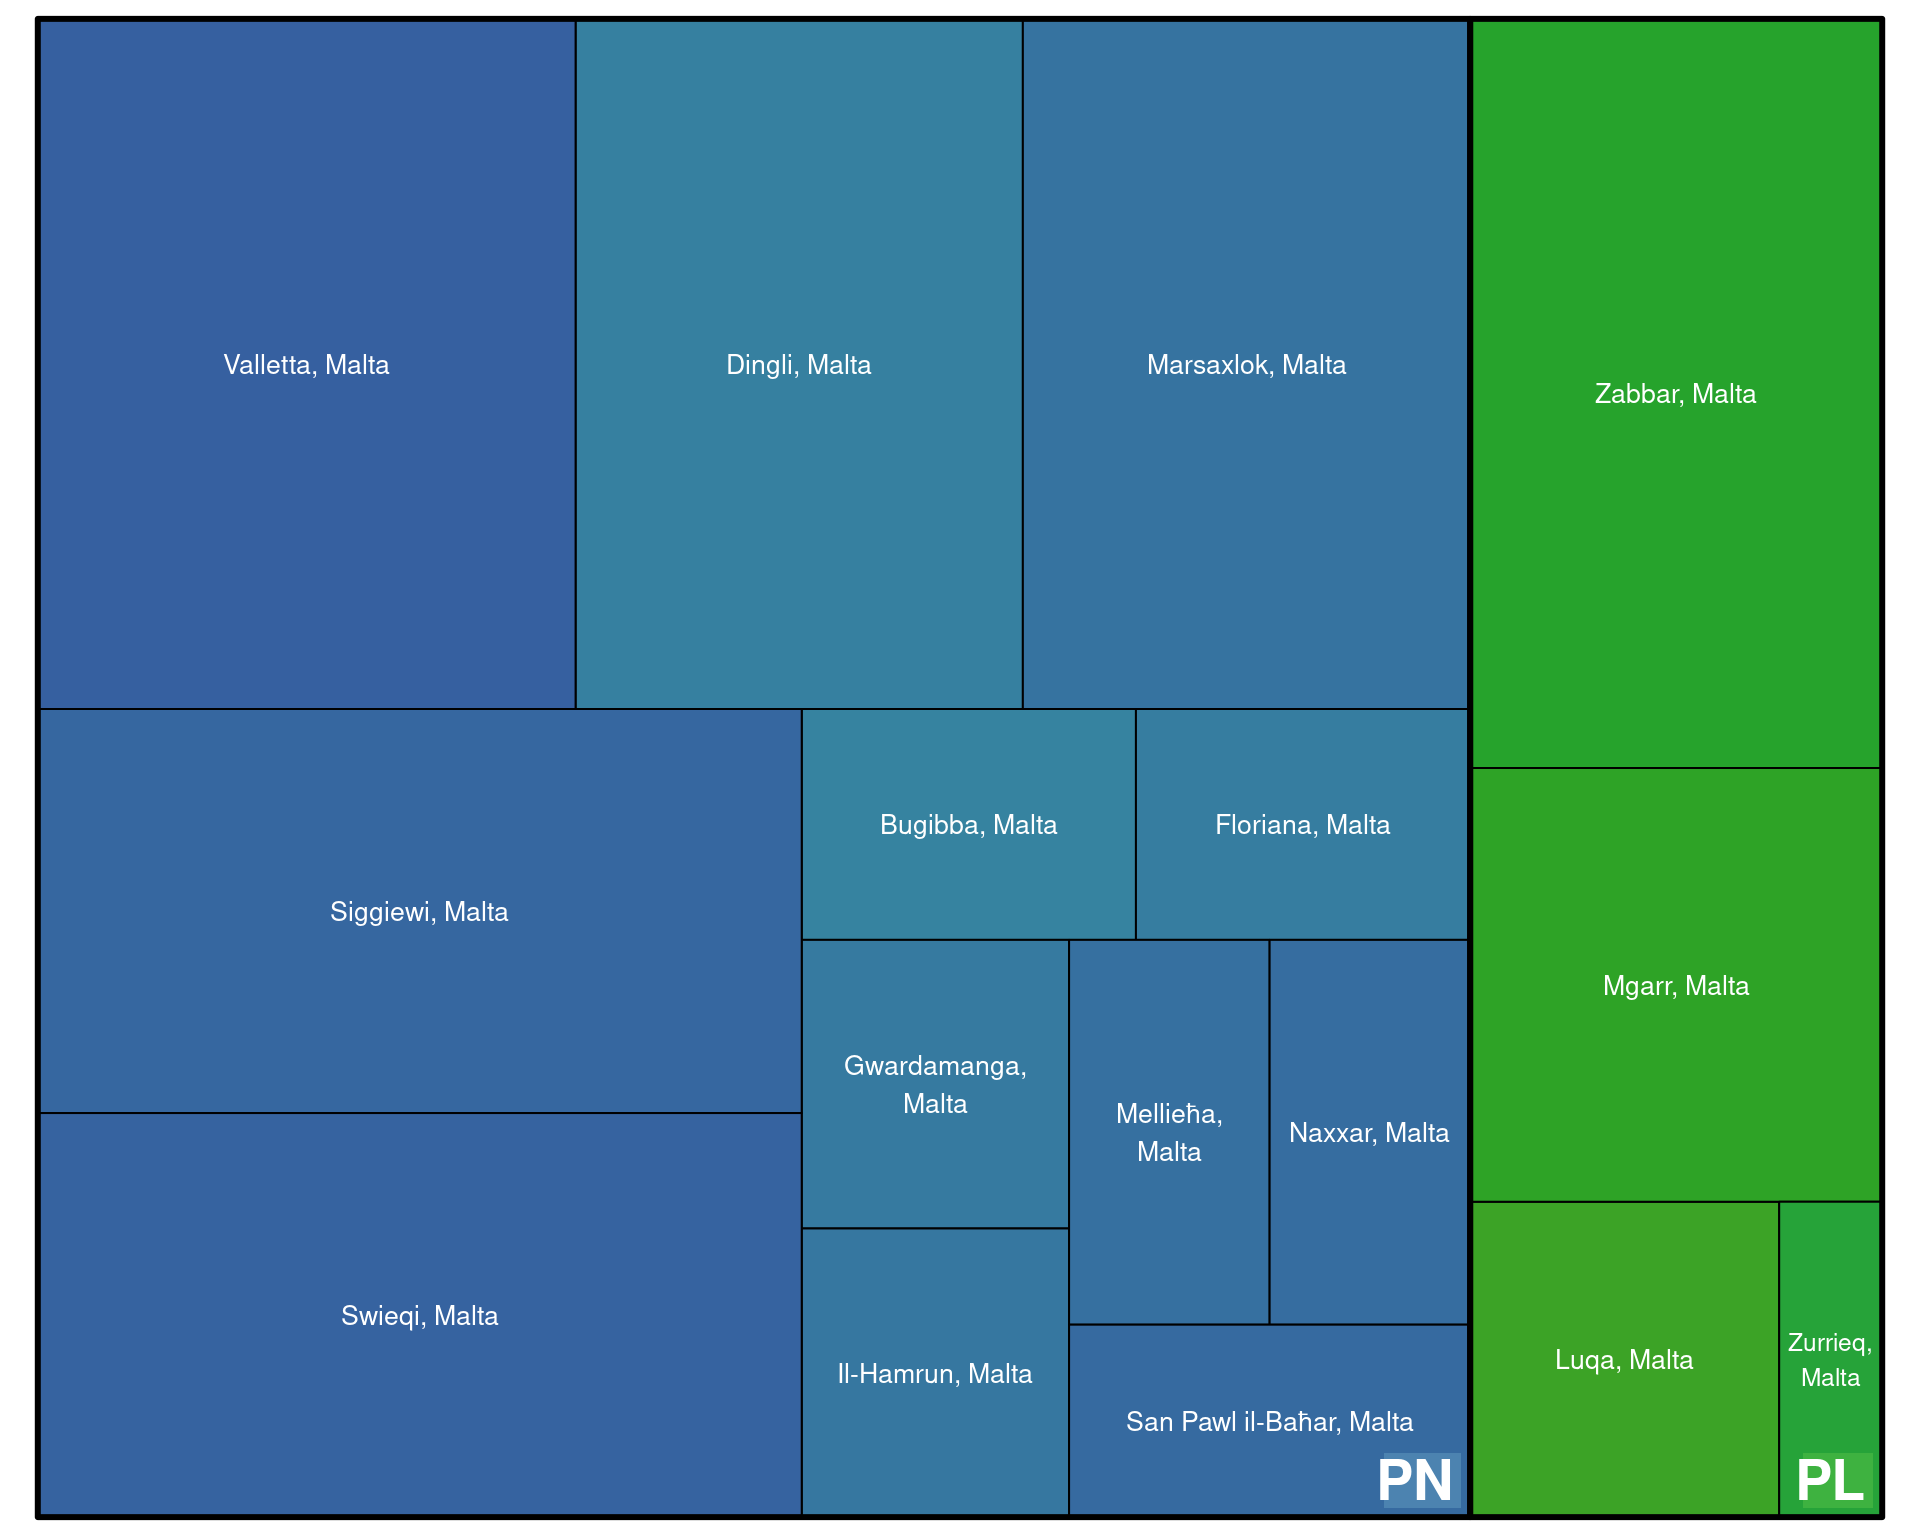 Valletta, Malta
Dingli, Malta
Marsaxlok, Malta
Zabbar, Malta
Siggiewi, Malta
Bugibba, Malta
Floriana, Malta
Mgarr, Malta
Gwardamanga,
Malta
Mellieħa,
Malta
Naxxar, Malta
Swieqi, Malta
Il-Hamrun, Malta
San Pawl il-Baħar, Malta
Luqa, Malta
Zurrieq,
Malta
PN
PL